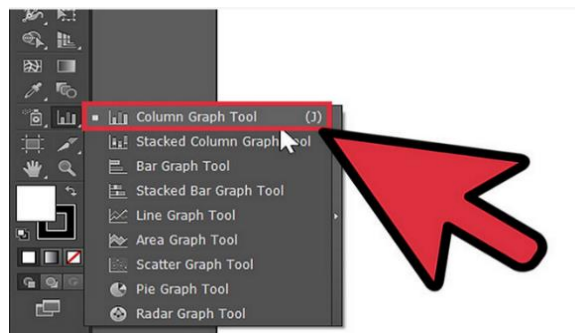 Column Graph Tool (J)
Stacked Column Graph Tool
Bar Graph Tool
Stacked Bar Graph Tool
Line Graph Tool
Area Graph Tool
Scatter Graph Tool
Pie Graph Tool
Radar Graph Tool